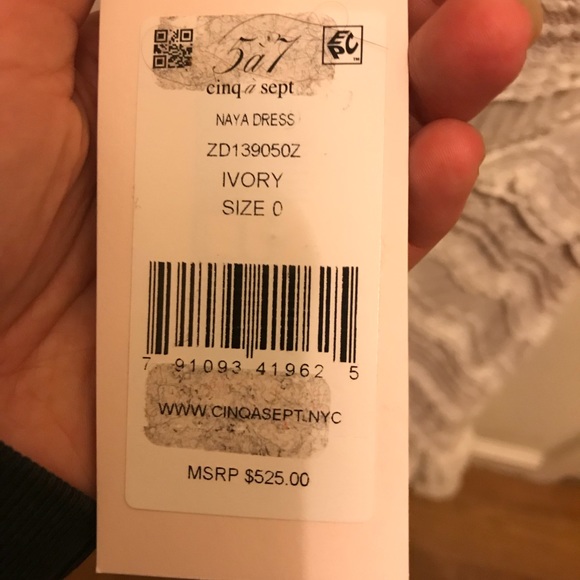 5à7
EPC
cinq à sept
NAYA DRESS
ZD139050Z
IVORY
SIZE 0
7 91093 41962 5
WWW.CINQASEPT.NYC
MSRP $525.00